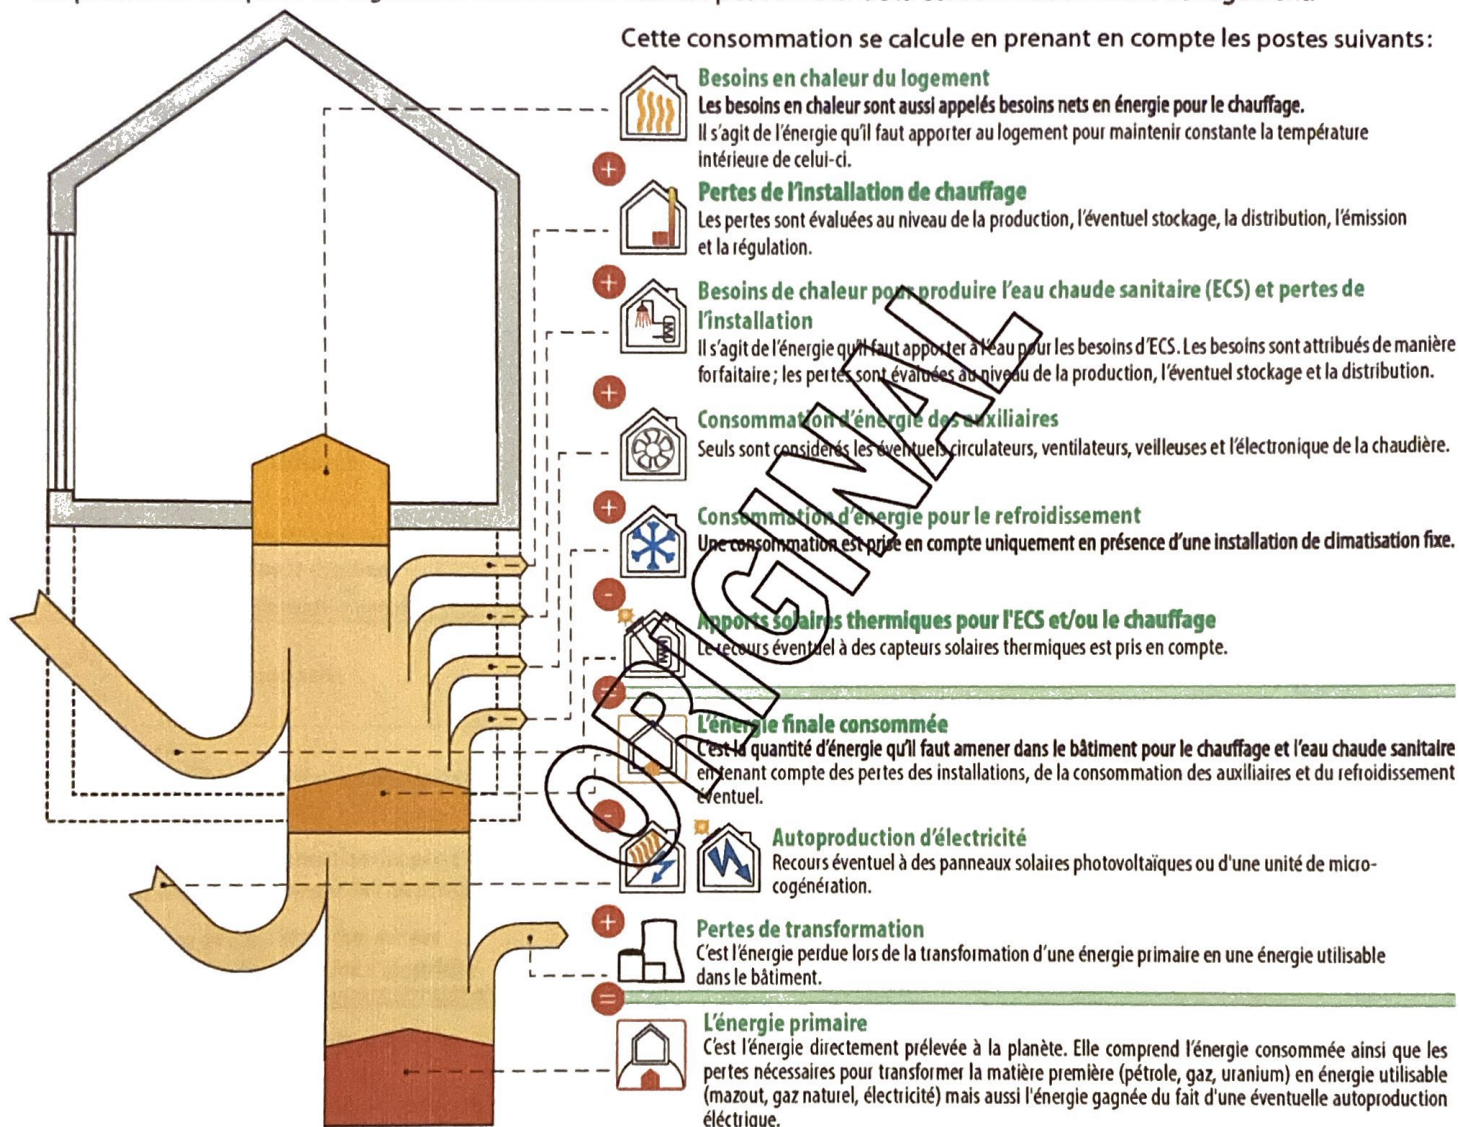 Cette consommation se calcule en prenant en compte les postes suivants:
Besoins en chaleur du logement
Les besoins en chaleur sont aussi appelés besoins nets en énergie pour le chauffage.
Il s'agit de l'énergie qu'il faut apporter au logement pour maintenir constante la température
intérieure de celui-ci.
+
Pertes de l'installation de chauffage
Les pertes sont évaluées au niveau de la production, l'éventuel stockage, la distribution, l'émission
et la régulation.
+
Besoins de chaleur pour produire l'eau chaude sanitaire (ECS) et pertes de
l'installation
Il s'agit de l'énergie qu'il faut apporter à l'eau pour les besoins d'ECS. Les besoins sont attribués de manière
forfaitaire ; les pertes sont évaluées au niveau de la production, l'éventuel stockage et la distribution.
+
Consommation d'énergie des auxiliaires
Seuls sont considérés les éventuels circulateurs, ventilateurs, veilleuses et l'électronique de la chaudière.
+
Consommation d'énergie pour le refroidissement
Une consommation est prise en compte uniquement en présence d'une installation de climatisation fixe.
-
Apports solaires thermiques pour l'ECS et/ou le chauffage
Le recours éventuel à des capteurs solaires thermiques est pris en compte.
=
L'énergie finale consommée
C'est la quantité d'énergie qu'il faut amener dans le bâtiment pour le chauffage et l'eau chaude sanitaire
en tenant compte des pertes des installations, de la consommation des auxiliaires et du refroidissement
éventuel.
-
Autoproduction d'électricité
Recours éventuel à des panneaux solaires photovoltaïques ou d'une unité de micro-
cogénération.
+
Pertes de transformation
C'est l'énergie perdue lors de la transformation d'une énergie primaire en une énergie utilisable
dans le bâtiment.
=
L'énergie primaire
C'est l'énergie directement prélevée à la planète. Elle comprend l'énergie consommée ainsi que les
pertes nécessaires pour transformer la matière première (pétrole, gaz, uranium) en énergie utilisable
(mazout, gaz naturel, électricité) mais aussi l'énergie gagnée du fait d'une éventuelle autoproduction
éléctrique.
ORIGINAL